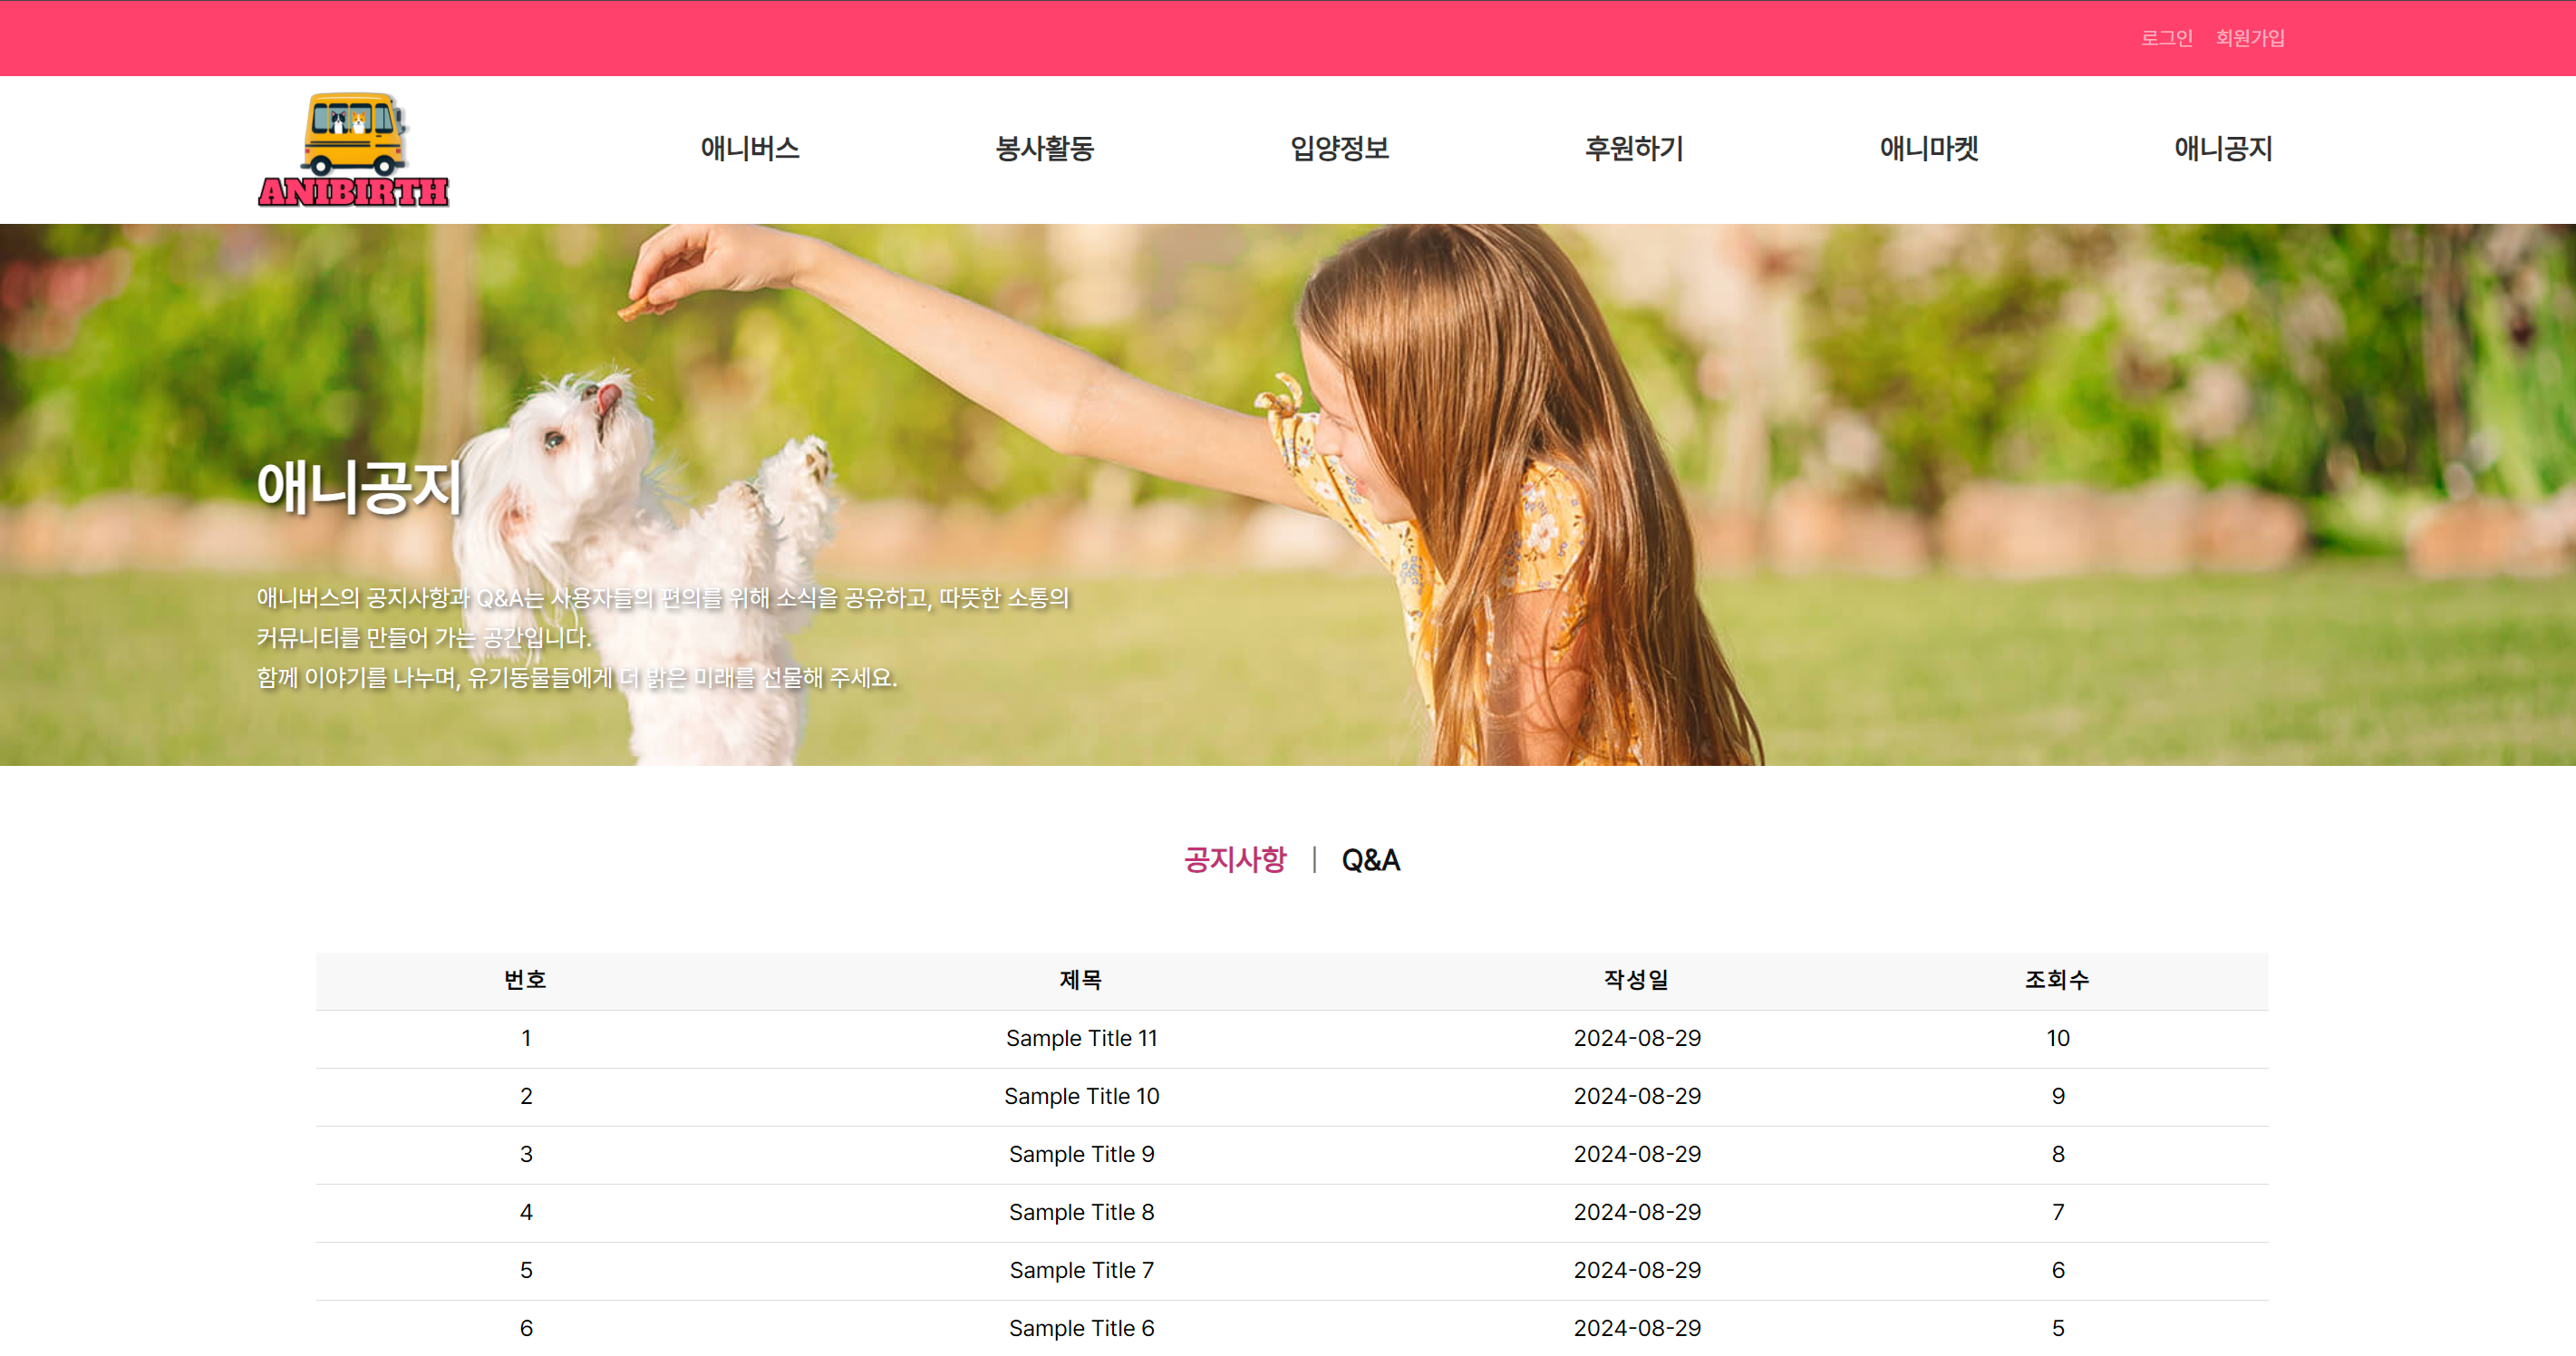 로그인 회원가입
ANIBIRTH
애니버스 봉사활동 입양정보 후원하기 애니마켓 애니공지
애니공지
애니버스의 공지사항과 Q&A는 사용자들의 편의를 위해 소식을 공유하고, 따뜻한 소통의
커뮤니티를 만들어 가는 공간입니다.
함께 이야기를 나누며, 유기동물들에게 더 밝은 미래를 선물해 주세요.
공지사항 | Q&A
번호 제목 작성일 조회수
1 Sample Title 11 2024-08-29 10
2 Sample Title 10 2024-08-29 9
3 Sample Title 9 2024-08-29 8
4 Sample Title 8 2024-08-29 7
5 Sample Title 7 2024-08-29 6
6 Sample Title 6 2024-08-29 5